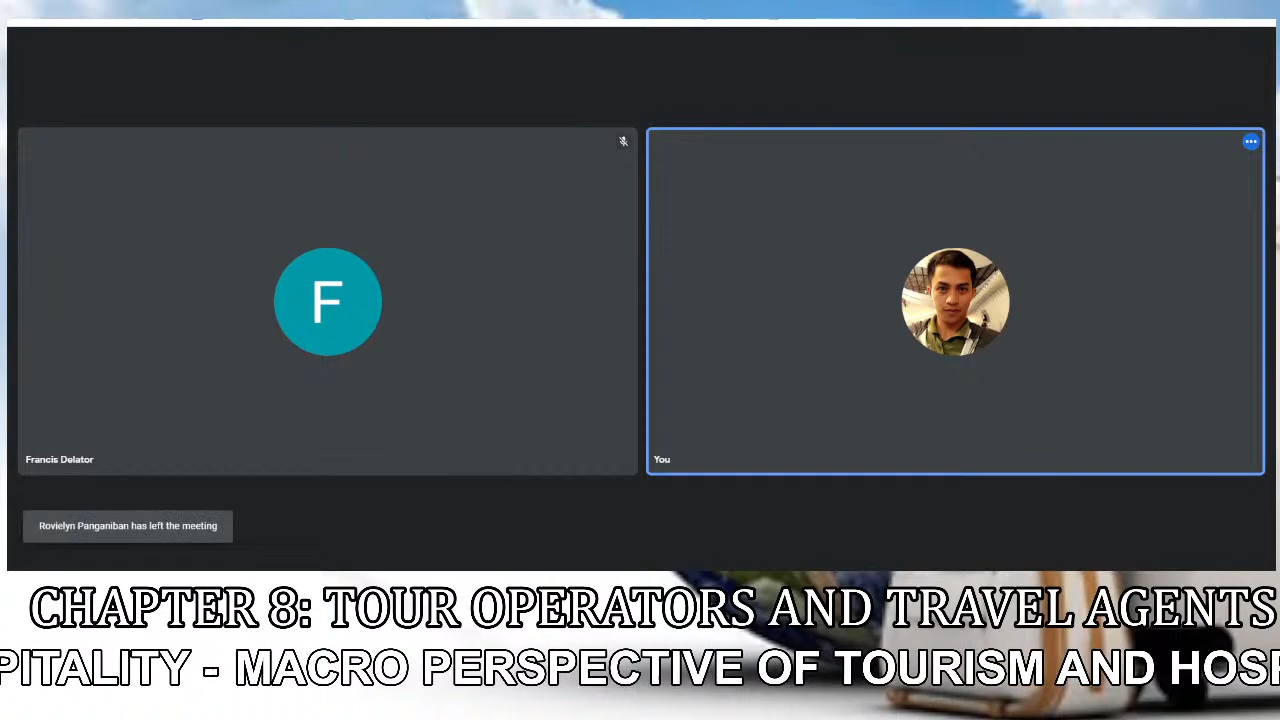 F
Francis Delator
You
Rovielyn Panganiban has left the meeting
CHAPTER 8: TOUR OPERATORS AND TRAVEL AGENTS
PITALITY - MACRO PERSPECTIVE OF TOURISM AND HOSP